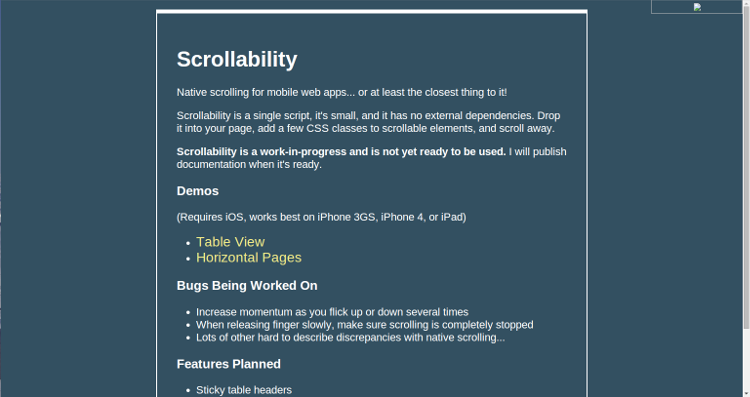 Scrollability
Native scrolling for mobile web apps... or at least the closest thing to it!
Scrollability is a single script, it's small, and it has no external dependencies. Drop
it into your page, add a few CSS classes to scrollable elements, and scroll away.
Scrollability is a work-in-progress and is not yet ready to be used. I will publish
documentation when it's ready.
Demos
(Requires iOS, works best on iPhone 3GS, iPhone 4, or iPad)
Table View
Horizontal Pages
Bugs Being Worked On
Increase momentum as you flick up or down several times
When releasing finger slowly, make sure scrolling is completely stopped
Lots of other hard to describe discrepancies with native scrolling...
Features Planned
Sticky table headers